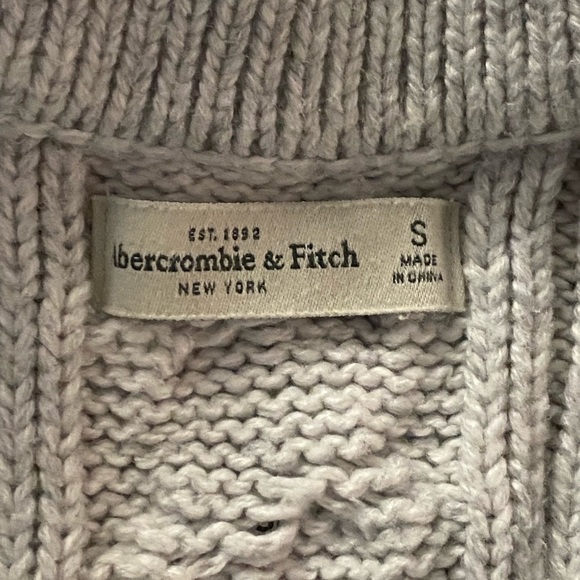 EST. 1892
Abercrombie & Fitch
NEW YORK
S
MADE
IN CHINA